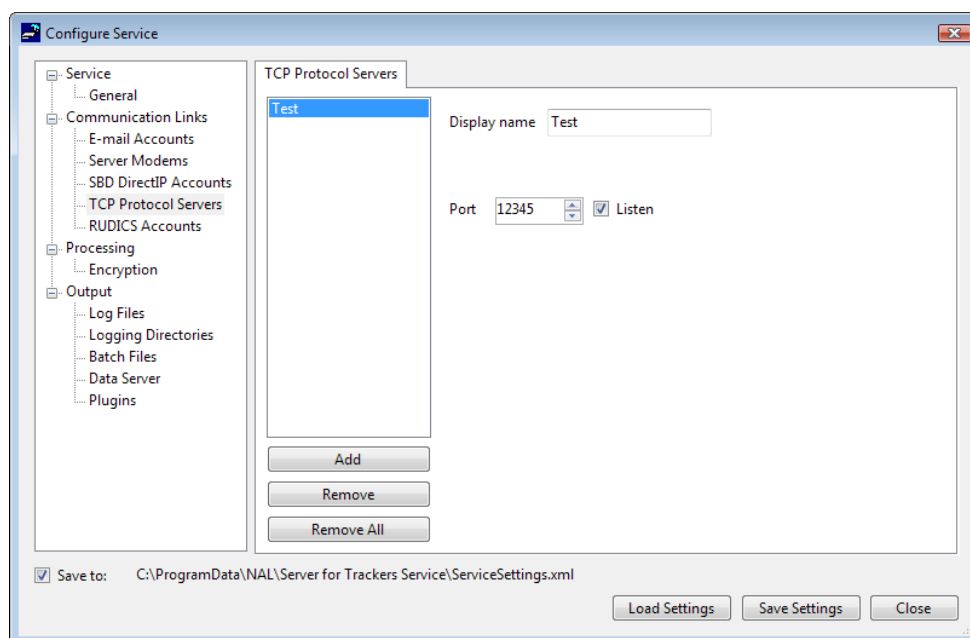 Configure Service
Service
General
Communication Links
E-mail Accounts
Server Modems
SBD DirectIP Accounts
TCP Protocol Servers
RUDICS Accounts
Processing
Encryption
Output
Log Files
Logging Directories
Batch Files
Data Server
Plugins
TCP Protocol Servers
Test
Add
Remove
Remove All
Display name Test
Port 12345 Listen
Save to: C:\ProgramData\NAL\Server for Trackers Service\ServiceSettings.xml
Load Settings Save Settings Close